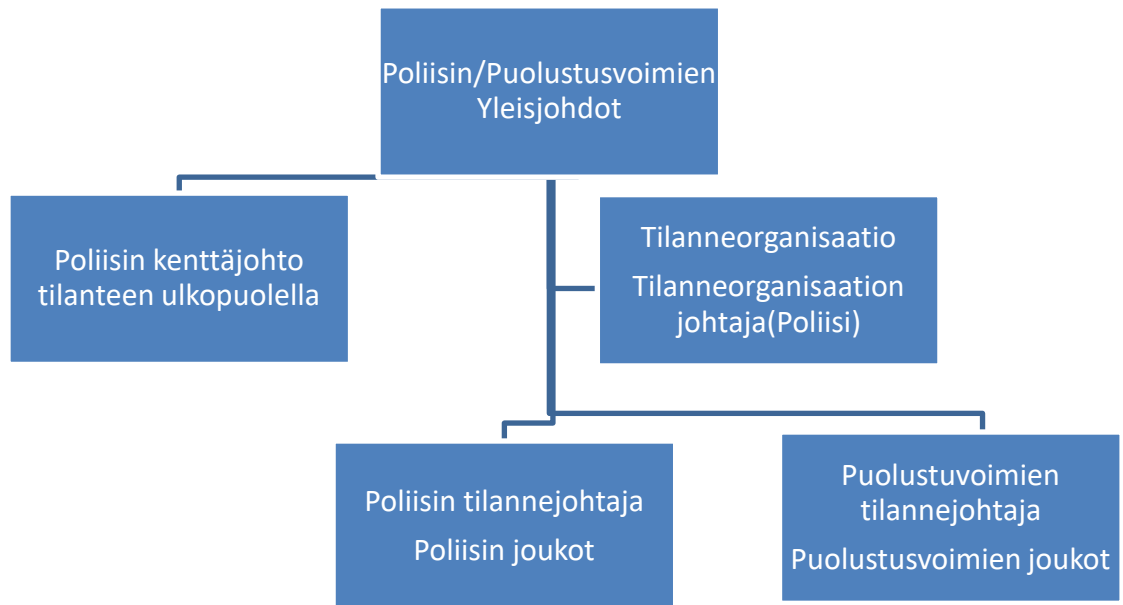 Poliisin/Puolustusvoimien
Yleisjohdot
Poliisin kenttäjohto
tilanteen ulkopuolella
Tilanneorganisaatio
Tilanneorganisaation
johtaja(Poliisi)
Poliisin tilannejohtaja
Poliisin joukot
Puolustuvoimien
tilannejohtaja
Puolustusvoimien joukot